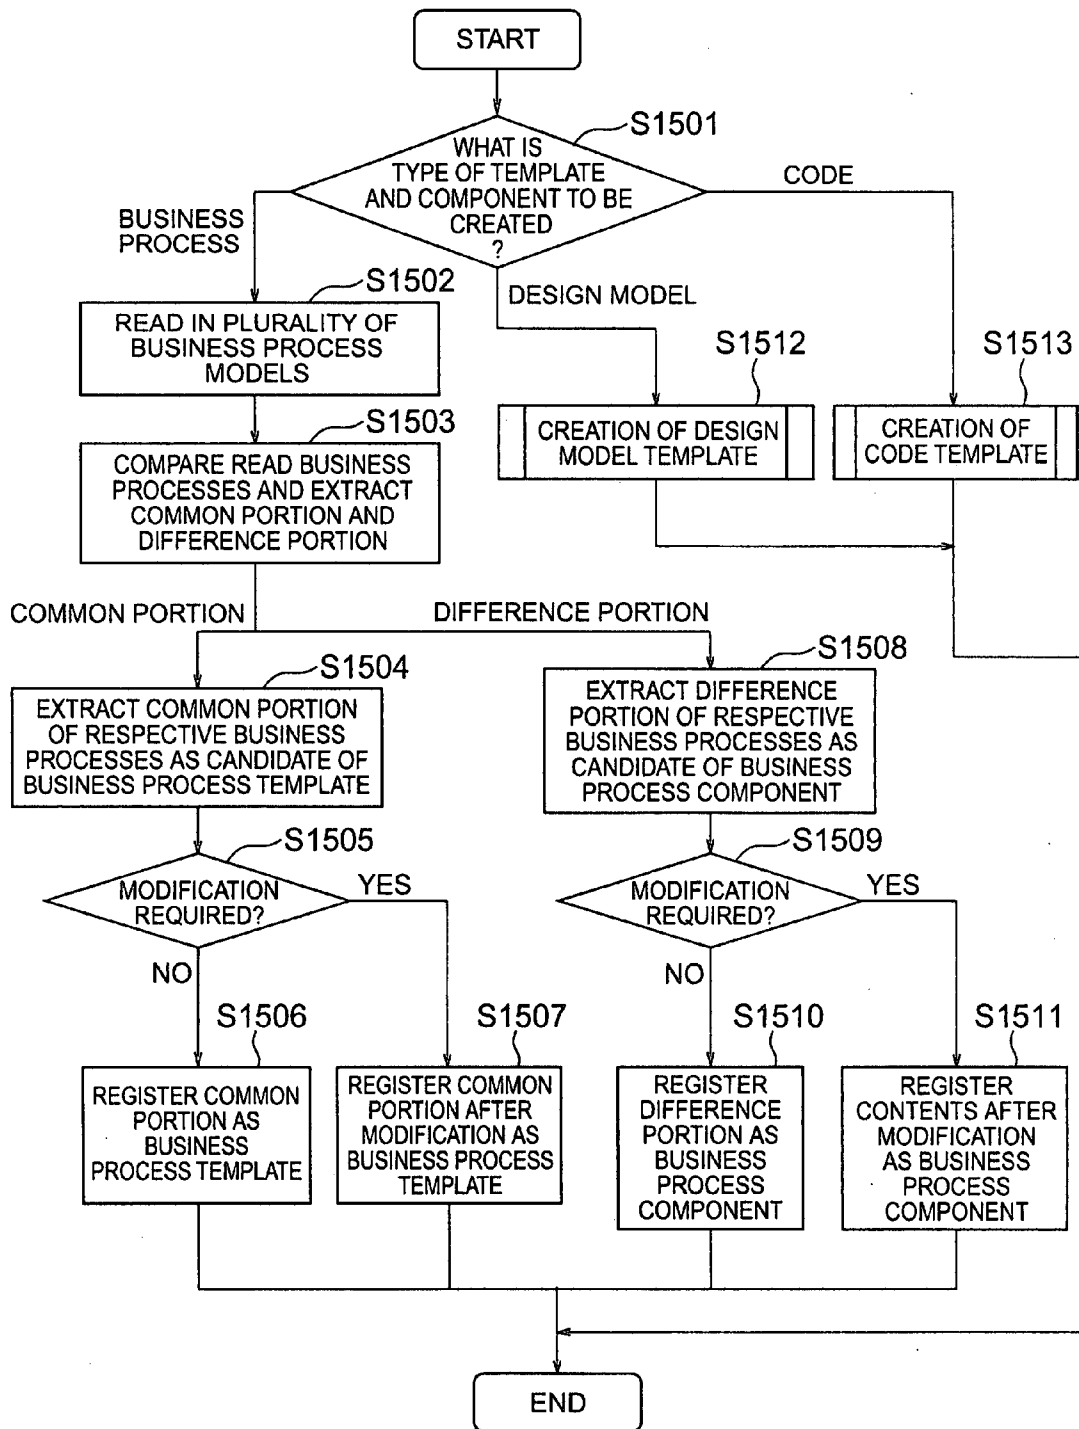 START
S1501
WHAT IS
TYPE OF TEMPLATE
AND COMPONENT TO BE
CREATED
?
CODE
BUSINESS
PROCESS
DESIGN MODEL
S1502
READ IN PLURALITY OF
BUSINESS PROCESS
MODELS
S1512
CREATION OF DESIGN
MODEL TEMPLATE
S1513
CREATION OF
CODE TEMPLATE
S1503
COMPARE READ BUSINESS
PROCESSES AND EXTRACT
COMMON PORTION AND
DIFFERENCE PORTION
COMMON PORTION
DIFFERENCE PORTION
S1504
EXTRACT COMMON PORTION
OF RESPECTIVE BUSINESS
PROCESSES AS CANDIDATE OF
BUSINESS PROCESS TEMPLATE
S1508
EXTRACT DIFFERENCE
PORTION OF RESPECTIVE
BUSINESS PROCESSES AS
CANDIDATE OF BUSINESS
PROCESS COMPONENT
S1505
MODIFICATION
REQUIRED?
YES
NO
S1509
MODIFICATION
REQUIRED?
YES
NO
S1506
REGISTER COMMON
PORTION AS
BUSINESS
PROCESS TEMPLATE
S1507
REGISTER COMMON
PORTION AFTER
MODIFICATION AS
BUSINESS PROCESS
TEMPLATE
S1510
REGISTER
DIFFERENCE
PORTION AS
BUSINESS
PROCESS
COMPONENT
S1511
REGISTER
CONTENTS AFTER
MODIFICATION
AS BUSINESS
PROCESS
COMPONENT
END